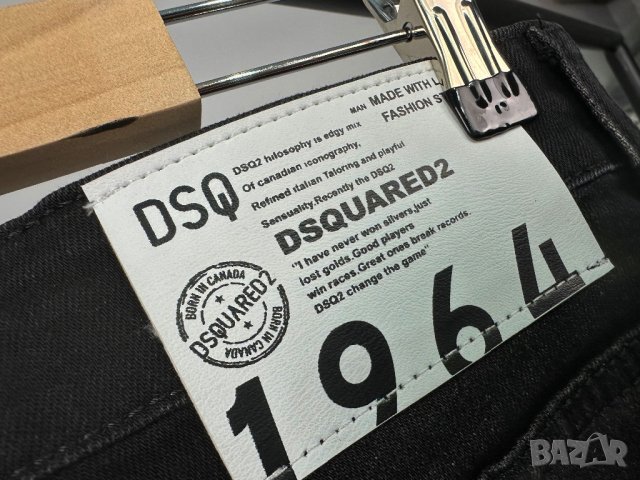 MAN MADE WITH L
FASHION ST
DSQ
DSQ2 hilosophy is edgy mix
Of canadian iconography,
Refined italian Taloring and playful
Sensuality.Recently the DSQ2
DSQUARED2
"I have never won silvers,just
lost golds.Good players
win races.Great ones break records.
DSQ2 change the game"
BORN IN CANADA
DSQUARED2
BORN IN CANADA
1964
BAZAR